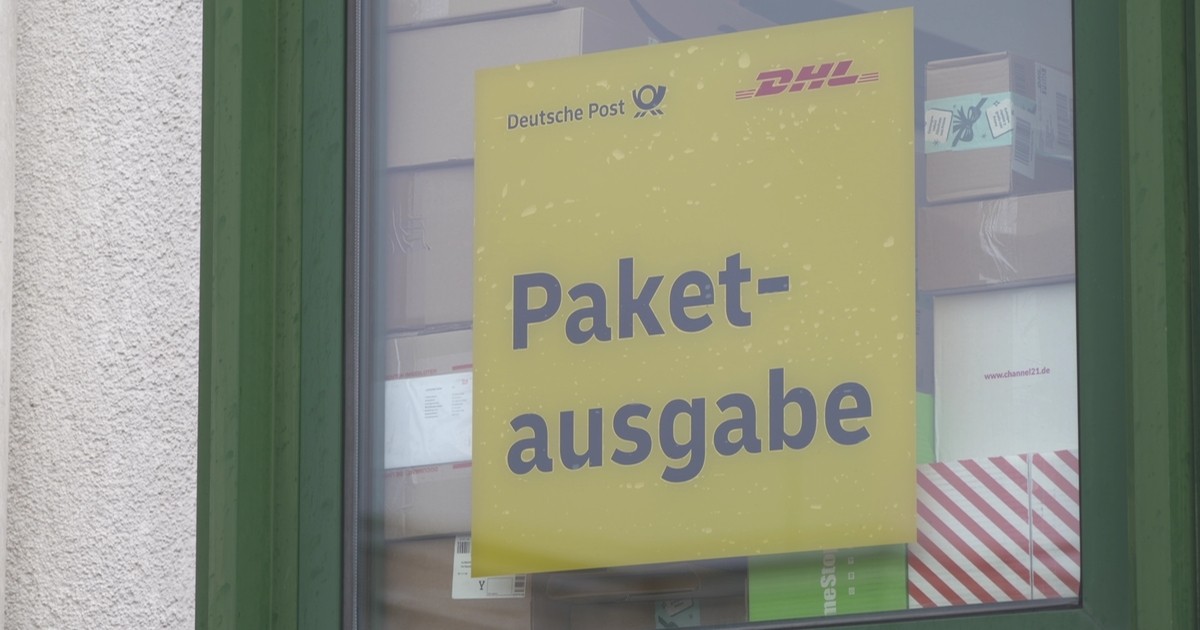 Deutsche Post
DHL
Paket-
ausgabe
www.channel21.de
Y